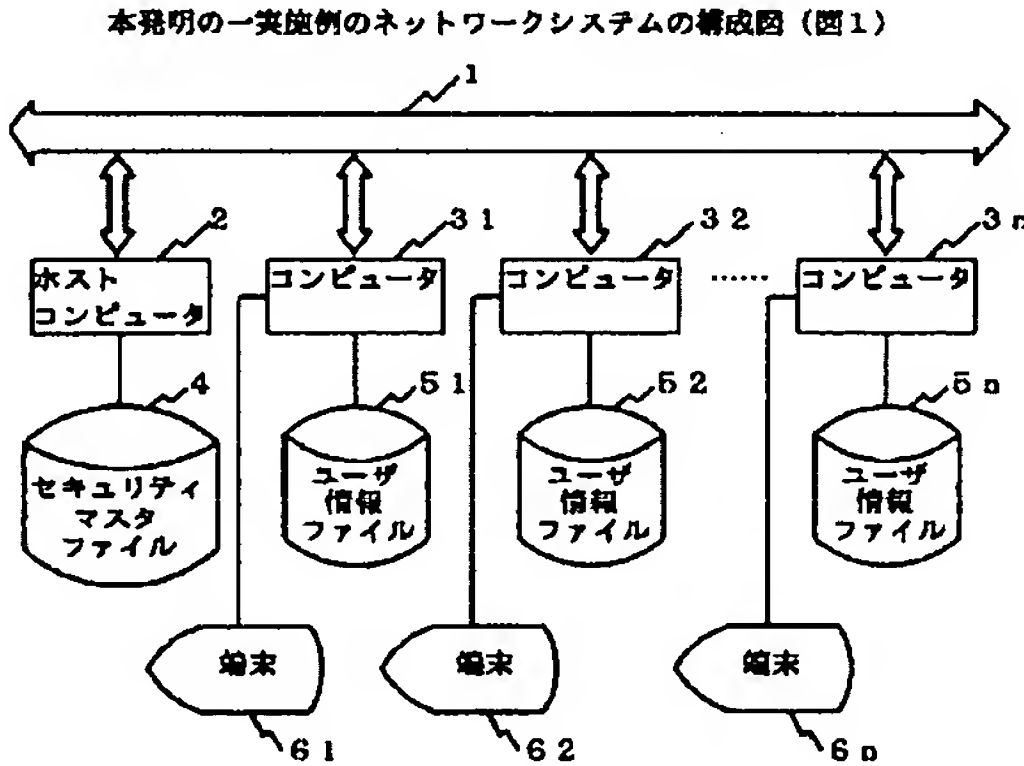 本発明の一実施例のネットワークシステムの構成図（図１）
1
2
31
32
3n
ホスト
コンピュータ
コンピュータ
コンピュータ
……
コンピュータ
4
51
52
5n
セキュリティ
マスタ
ファイル
ユーザ
情報
ファイル
ユーザ
情報
ファイル
ユーザ
情報
ファイル
端末
端末
端末
61
62
6n